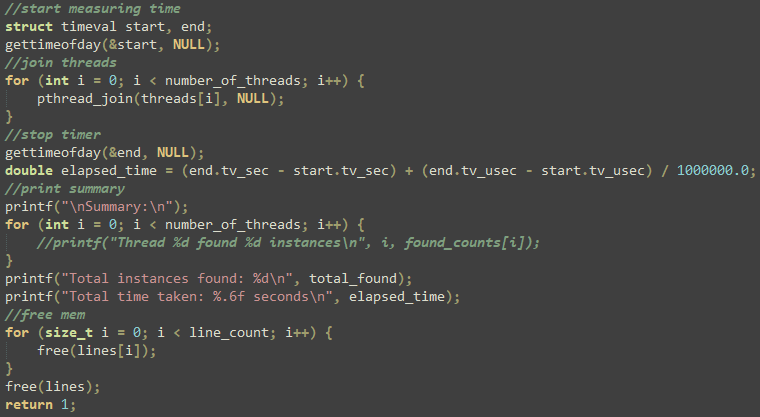 //start measuring time
struct timeval start, end;
gettimeofday(&start, NULL);
//join threads
for (int i = 0; i < number_of_threads; i++) {
    pthread_join(threads[i], NULL);
}
//stop timer
gettimeofday(&end, NULL);
double elapsed_time = (end.tv_sec - start.tv_sec) + (end.tv_usec - start.tv_usec) / 1000000.0;
//print summary
printf("\nSummary:\n");
for (int i = 0; i < number_of_threads; i++) {
    //printf("Thread %d found %d instances\n", i, found_counts[i]);
}
printf("Total instances found: %d\n", total_found);
printf("Total time taken: %.6f seconds\n", elapsed_time);
//free mem
for (size_t i = 0; i < line_count; i++) {
    free(lines[i]);
}
free(lines);
return 1;